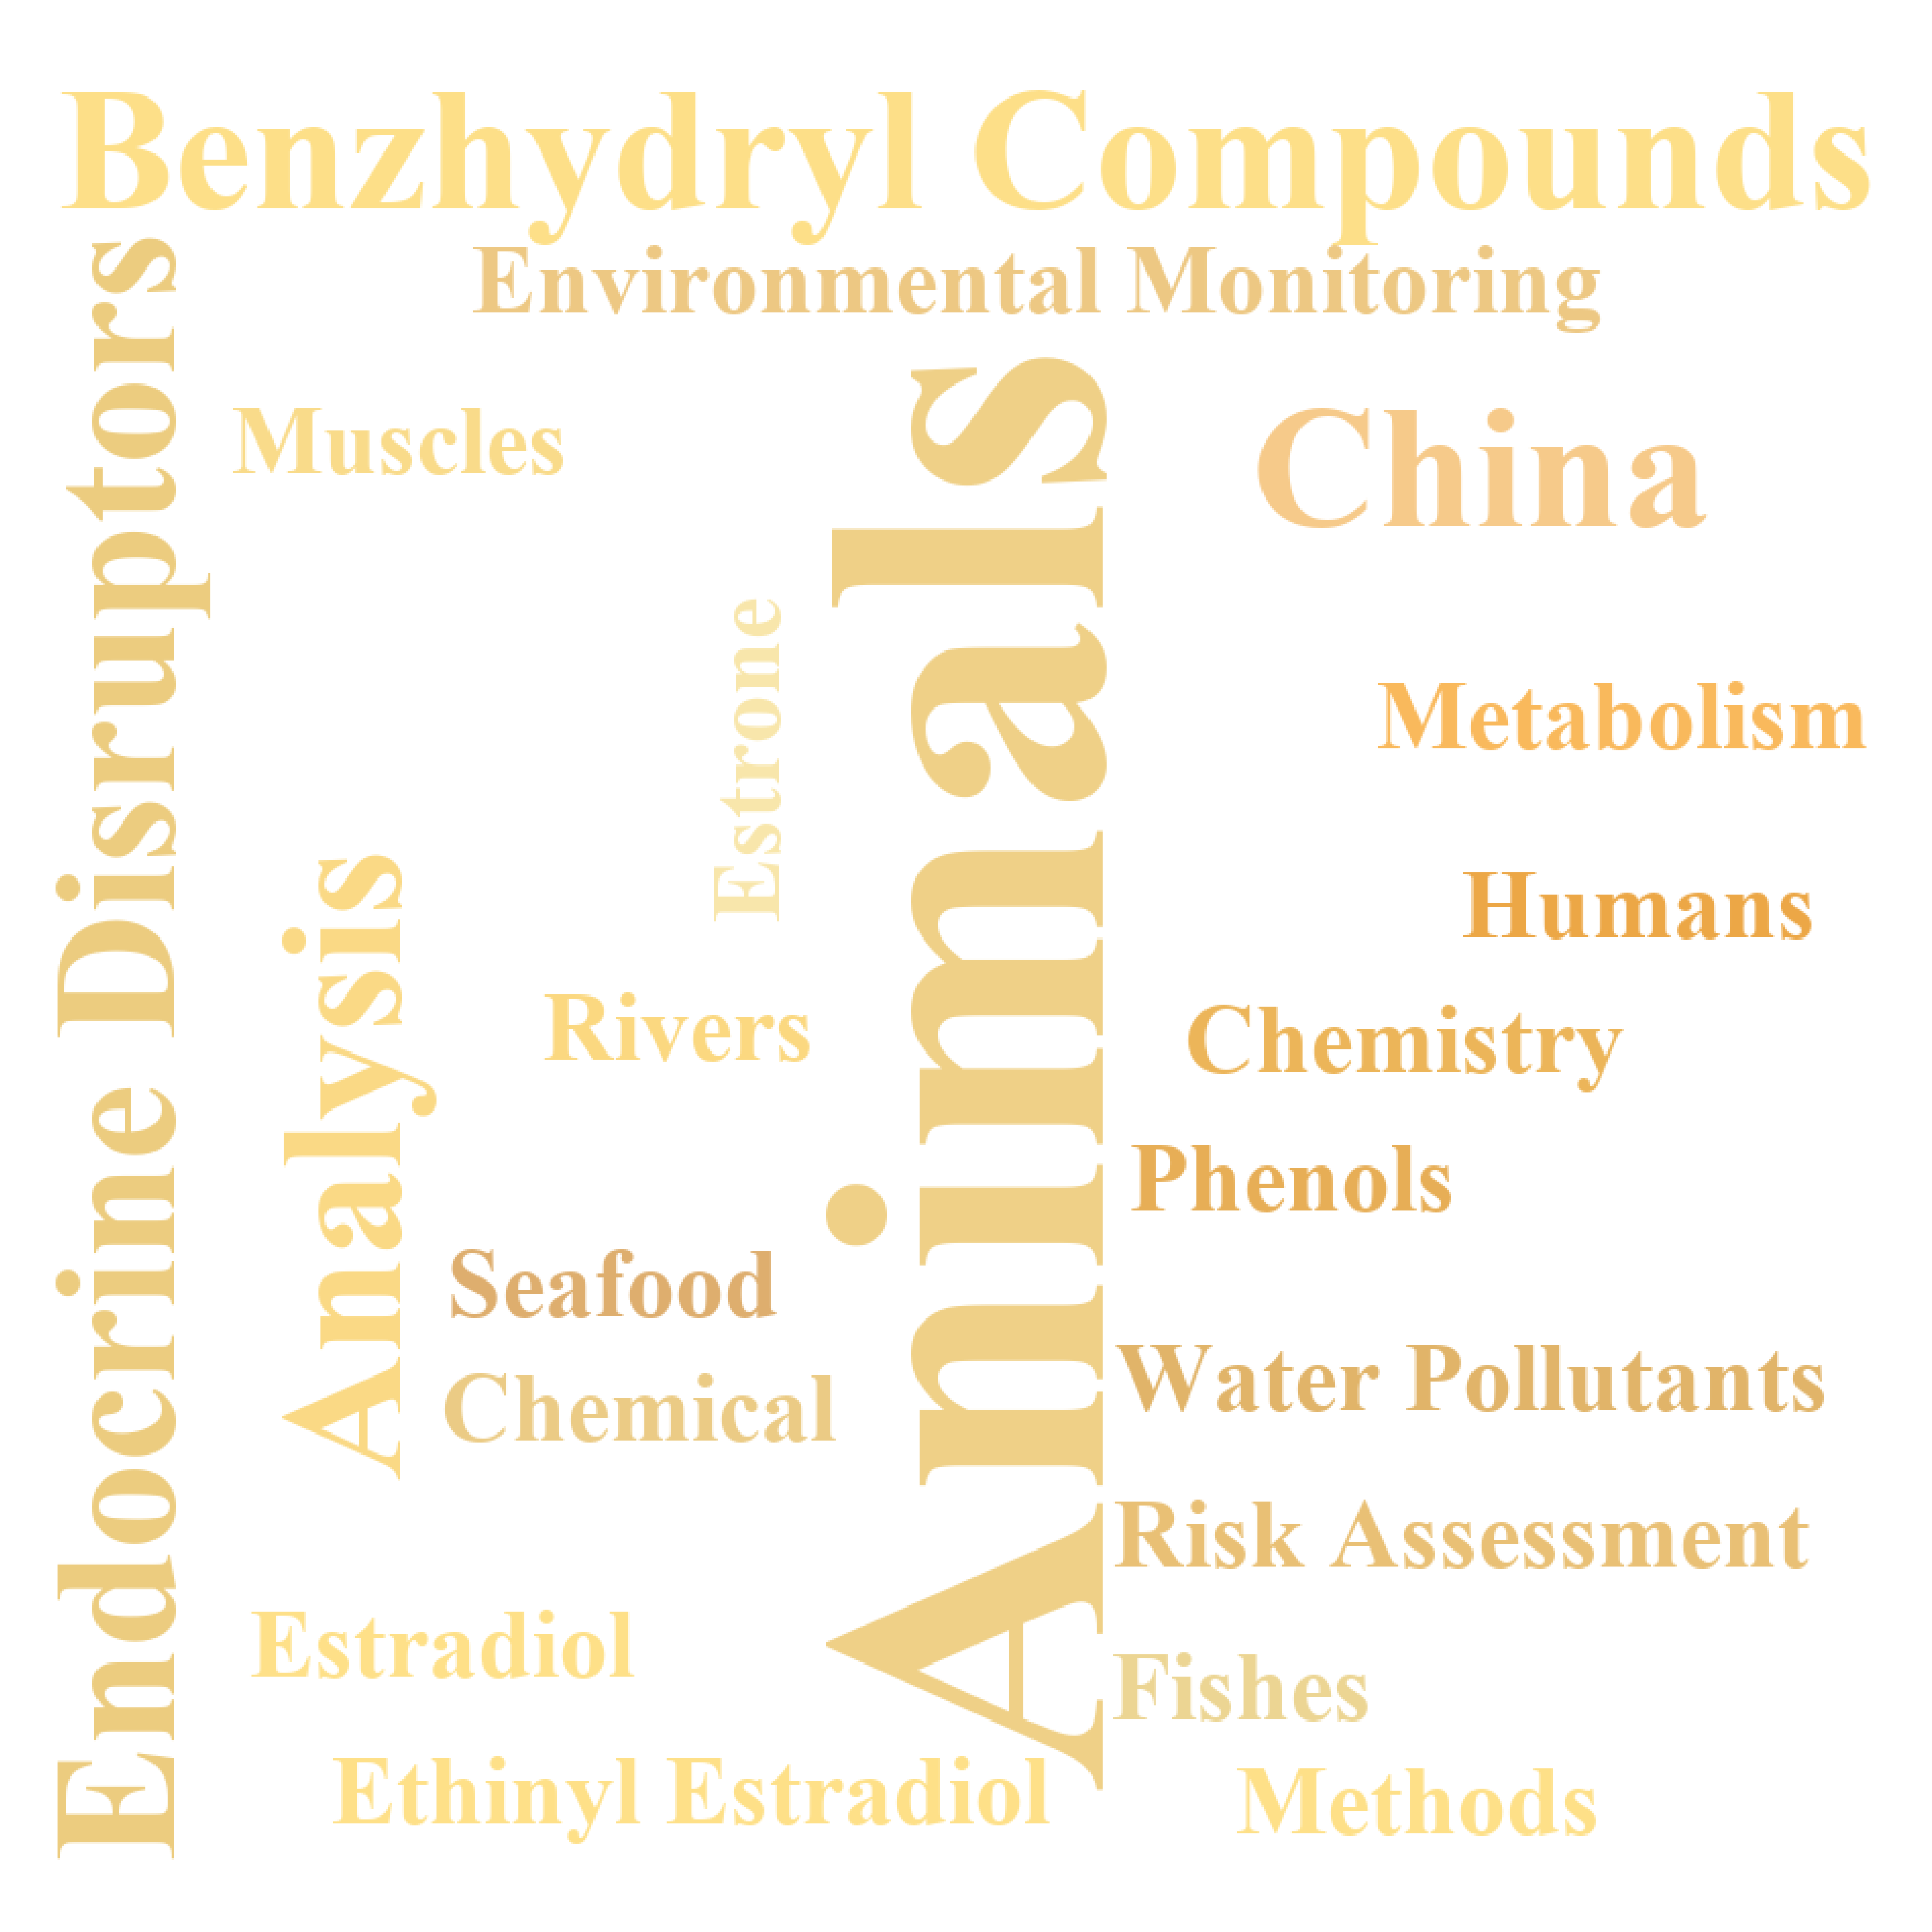 Benzhydryl Compounds
Environmental Monitoring
Endocrine Disruptors
Muscles
China
Animals
Estrone
Metabolism
Analysis
Humans
Rivers
Chemistry
Phenols
Seafood
Water Pollutants
Chemical
Risk Assessment
Estradiol
Fishes
Ethinyl Estradiol
Methods